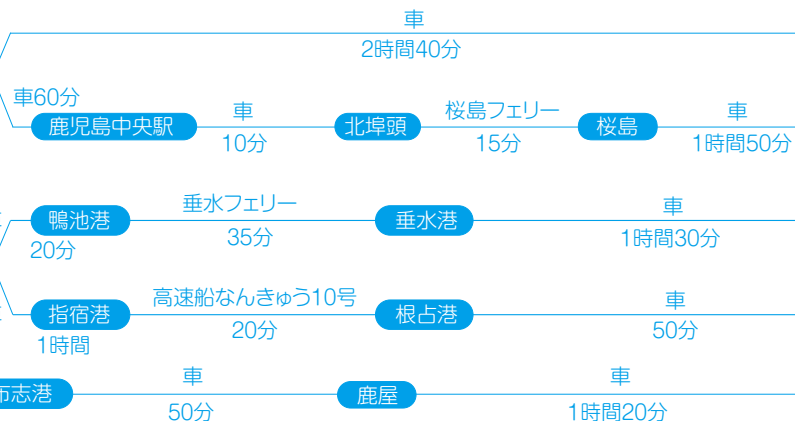 車
2時間40分
車60分
鹿児島中央駅
車
10分
北埠頭
桜島フェリー
15分
桜島
車
1時間50分
鴨池港
20分
垂水フェリー
35分
垂水港
車
1時間30分
指宿港
1時間
高速船なんきゅう10号
20分
根占港
車
50分
布志港
車
50分
鹿屋
車
1時間20分